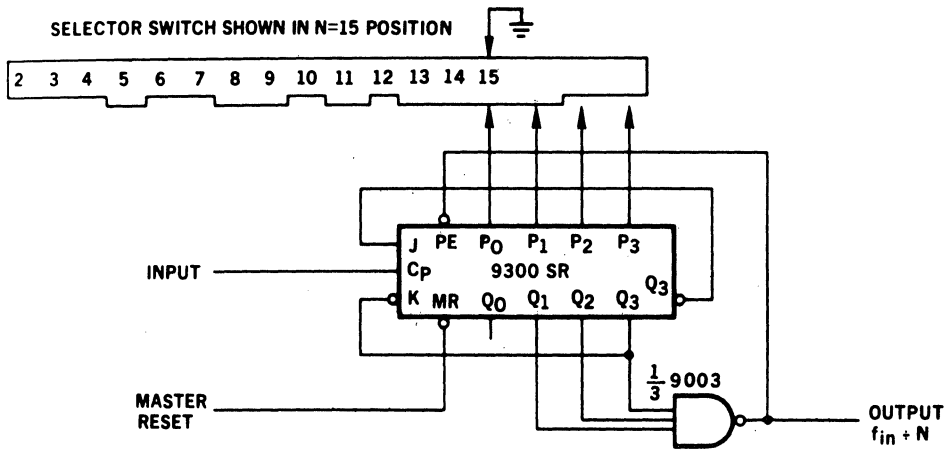 SELECTOR SWITCH SHOWN IN N=15 POSITION
2 3 4 5 6 7 8 9 10 11 12 13 14 15
J PE P0 P1 P2 P3
INPUT CP 9300 SR Q3
K MR Q0 Q1 Q2 Q3
1/3 9003
MASTER
RESET
OUTPUT
fin ÷ N